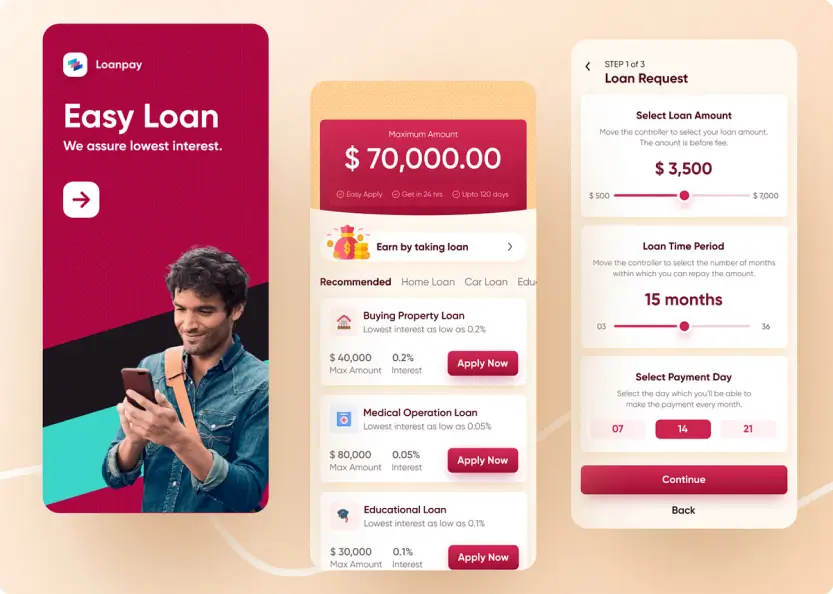 Loanpay
Easy Loan
We assure lowest interest.
Maximum Amount
$ 70,000.00
Easy Apply Get in 24 hrs Upto 120 days
Earn by taking loan
Recommended Home Loan Car Loan Edu
Buying Property Loan
Lowest interest as low as 0.2%
$ 40,000 0.2% Apply Now
Max Amount Interest
Medical Operation Loan
Lowest interest as low as 0.05%
$ 80,000 0.05% Apply Now
Max Amount Interest
Educational Loan
Lowest interest as low as 0.1%
$ 30,000 0.1% Apply Now
Max Amount Interest
STEP 1 of 3
Loan Request
Select Loan Amount
Move the controller to select your loan amount.
The anount is before fee.
$ 3,500
$ 500 $ 7,000
Loan Time Period
Move the controller to select the number of months
within which you can repay the amount.
15 months
03 36
Select Payment Day
Select the day which you'll be able to
make the payment every month.
07 14 21
Continue
Back